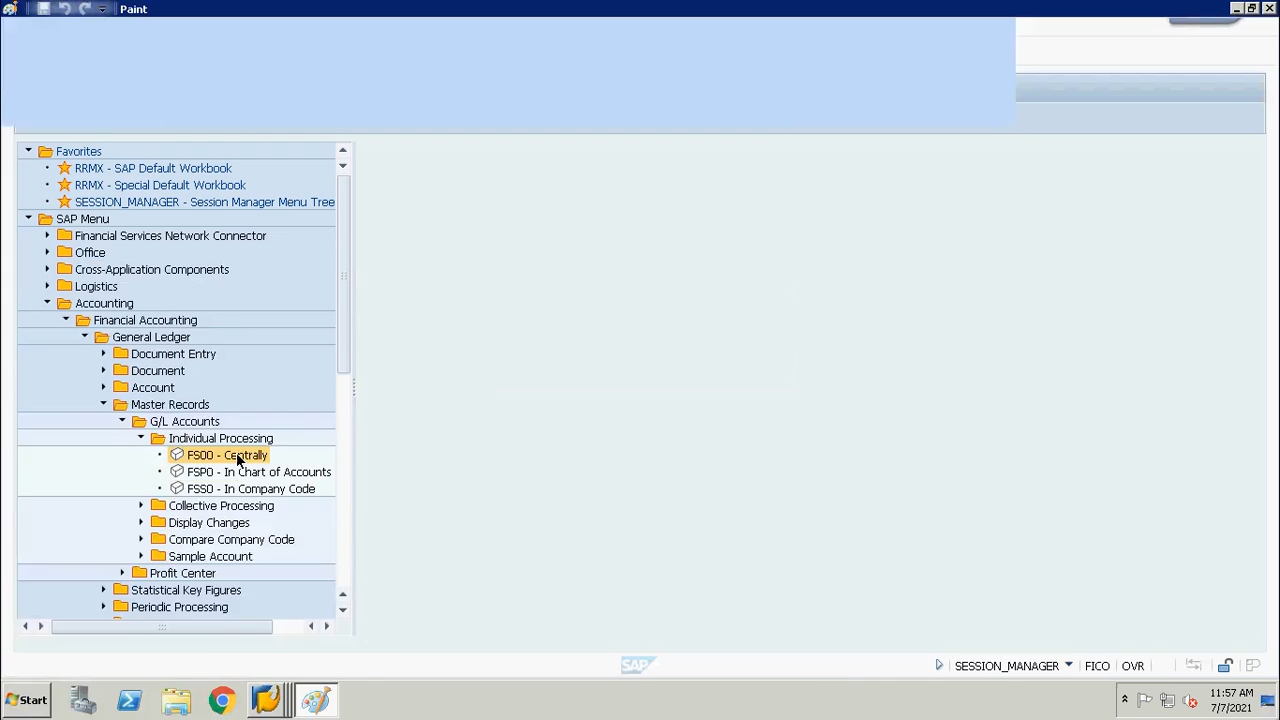 Paint
Favorites
RRMX - SAP Default Workbook
RRMX - Special Default Workbook
SESSION_MANAGER - Session Manager Menu Tree
SAP Menu
Financial Services Network Connector
Office
Cross-Application Components
Logistics
Accounting
Financial Accounting
General Ledger
Document Entry
Document
Account
Master Records
G/L Accounts
Individual Processing
FS00 - Centrally
FSP0 - In Chart of Accounts
FSS0 - In Company Code
Collective Processing
Display Changes
Compare Company Code
Sample Account
Profit Center
Statistical Key Figures
Periodic Processing
SAP
SESSION_MANAGER
FICO
OVR
Start
11:57 AM
7/7/2021